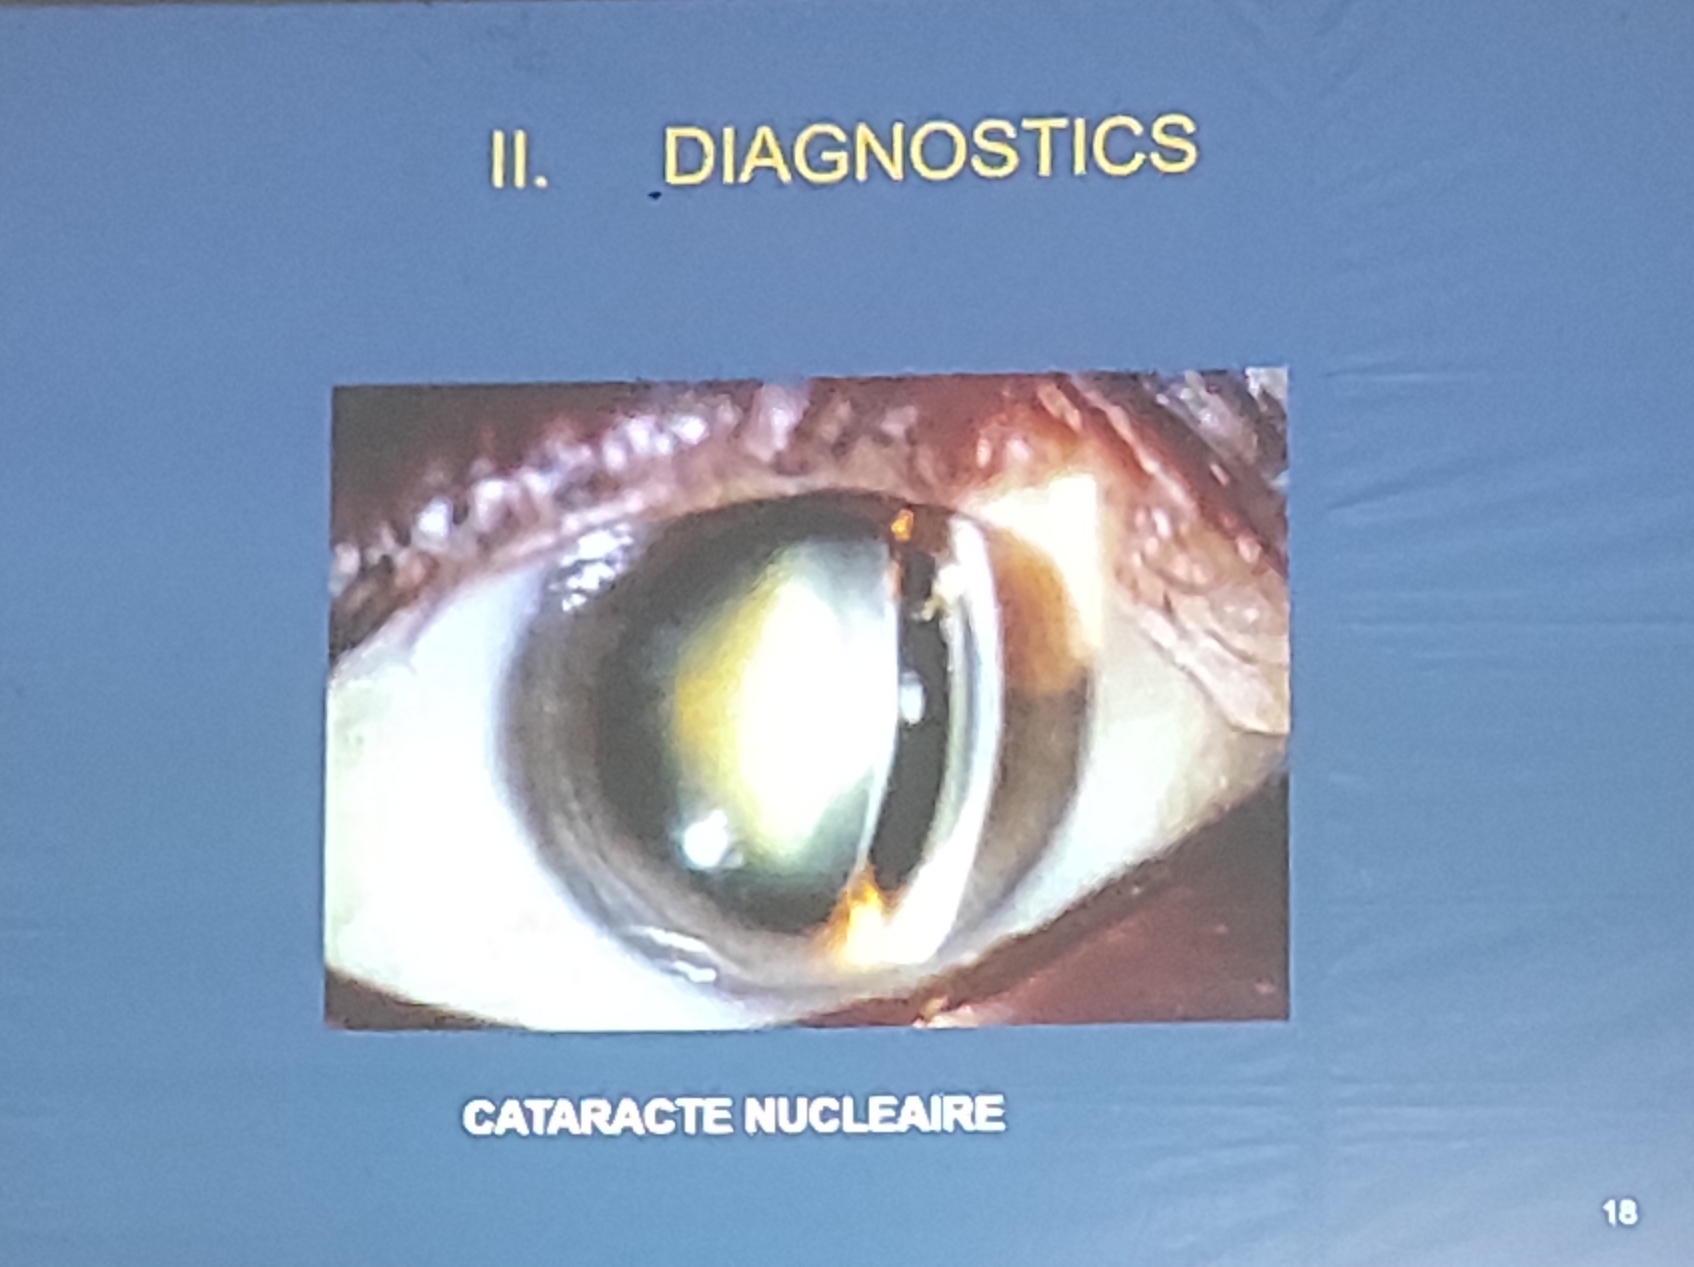 II. DIAGNOSTICS
CATARACTE NUCLEAIRE
18